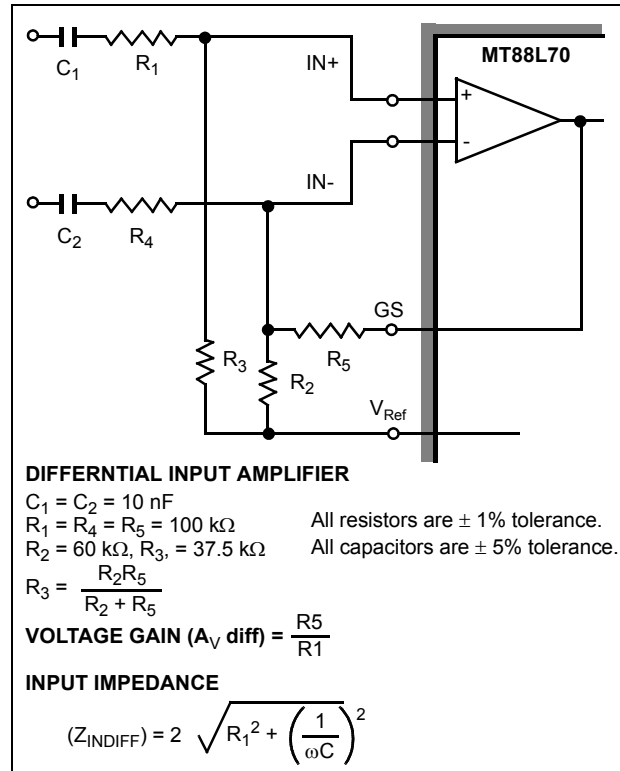 MT88L70
C1
R1
IN+
+
-
IN-
C2
R4
GS
R3
R5
R2
VRef
DIFFERNTIAL INPUT AMPLIFIER
C1 = C2 = 10 nF
R1 = R4 = R5 = 100 kΩ
All resistors are ± 1% tolerance.
R2 = 60 kΩ, R3, = 37.5 kΩ
All capacitors are ± 5% tolerance.
R3 = R2R5 / R2 + R5
VOLTAGE GAIN (AV diff) = R5 / R1
INPUT IMPEDANCE
(ZINDIFF) = 2 √ R1² + (1 / ωC)²